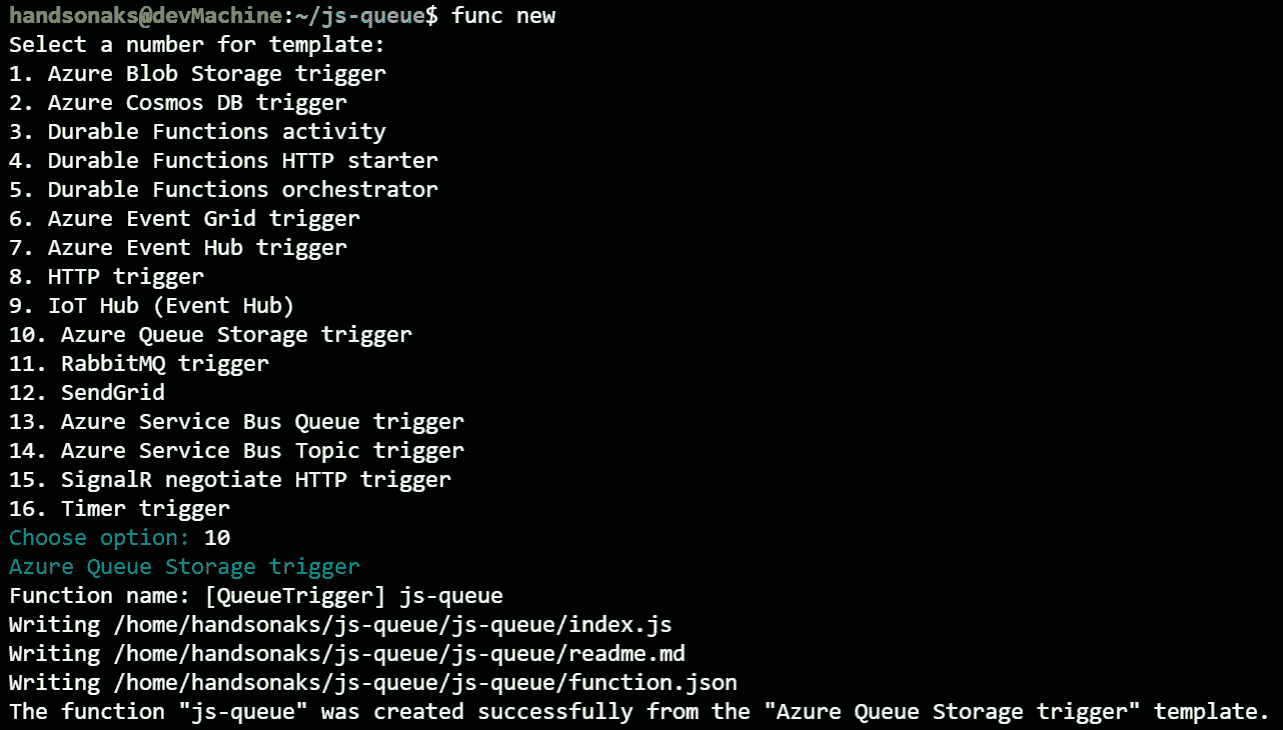 handsonaks@devMachine:~/js-queue$ func new
Select a number for template:
1. Azure Blob Storage trigger
2. Azure Cosmos DB trigger
3. Durable Functions activity
4. Durable Functions HTTP starter
5. Durable Functions orchestrator
6. Azure Event Grid trigger
7. Azure Event Hub trigger
8. HTTP trigger
9. IoT Hub (Event Hub)
10. Azure Queue Storage trigger
11. RabbitMQ trigger
12. SendGrid
13. Azure Service Bus Queue trigger
14. Azure Service Bus Topic trigger
15. SignalR negotiate HTTP trigger
16. Timer trigger
Choose option: 10
Azure Queue Storage trigger
Function name: [QueueTrigger] js-queue
Writing /home/handsonaks/js-queue/js-queue/index.js
Writing /home/handsonaks/js-queue/js-queue/readme.md
Writing /home/handsonaks/js-queue/js-queue/function.json
The function "js-queue" was created successfully from the "Azure Queue Storage trigger" template.